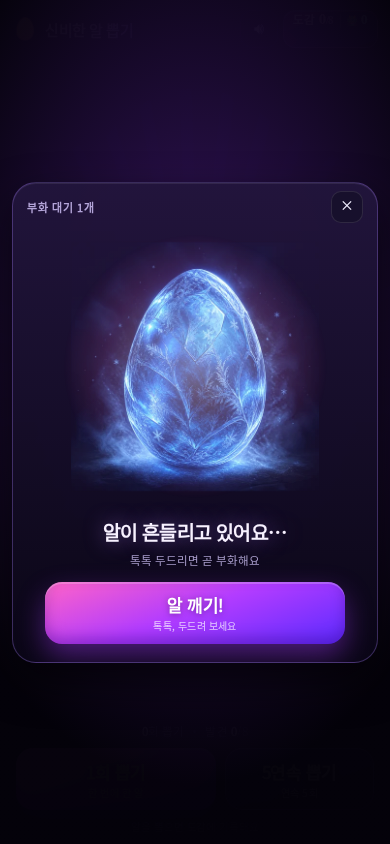 부화 대기 1개
알이 흔들리고 있어요…
톡톡 두드리면 곧 부화해요
알 깨기!
톡톡, 두드려 보세요